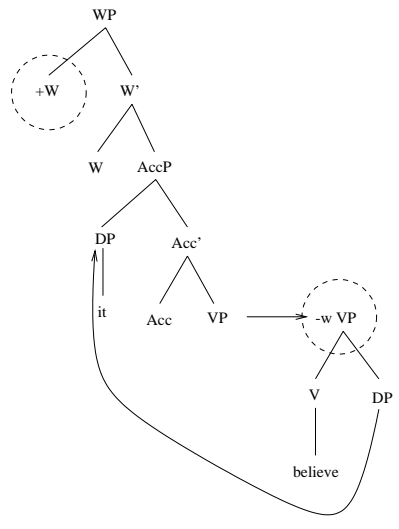 WP
+W W’
W AccP
DP Acc’
it Acc VP -w VP
V DP
believe